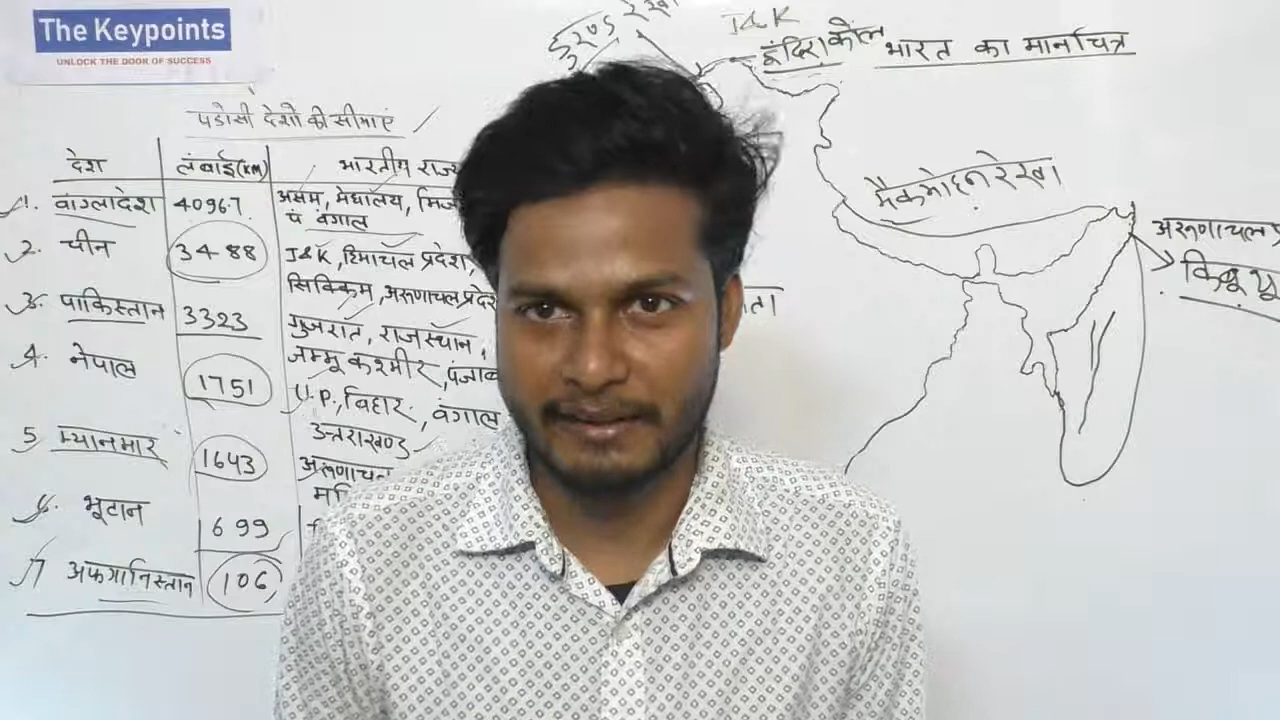 The Keypoints
UNLOCK THE DOOR OF SUCCESS
J&K
इंदिरा कोल
भारत का मानचित्र
पडोसी देशो की सीमाएं
देश लंबाई(KM) भारतीय राज्य
1. बांग्लादेश 4096.7 असम, मेघालय,
पं बंगाल
2. चीन 3488 J&K, हिमाचल प्रदेश,
सिक्किम, अरूणाचल प्रदेश
3. पाकिस्तान 3323 गुजरात, राजस्थान,
जम्मू कश्मीर, पंजाब
4. नेपाल 1751 U.P., बिहार, बंगाल
उत्तराखण्ड
5 म्यानमार 1643 अरूणाचल
6. भूटान 699
7 अफगानिस्तान 106
मैकमोहन रेखा
अरूणाचल
किबू